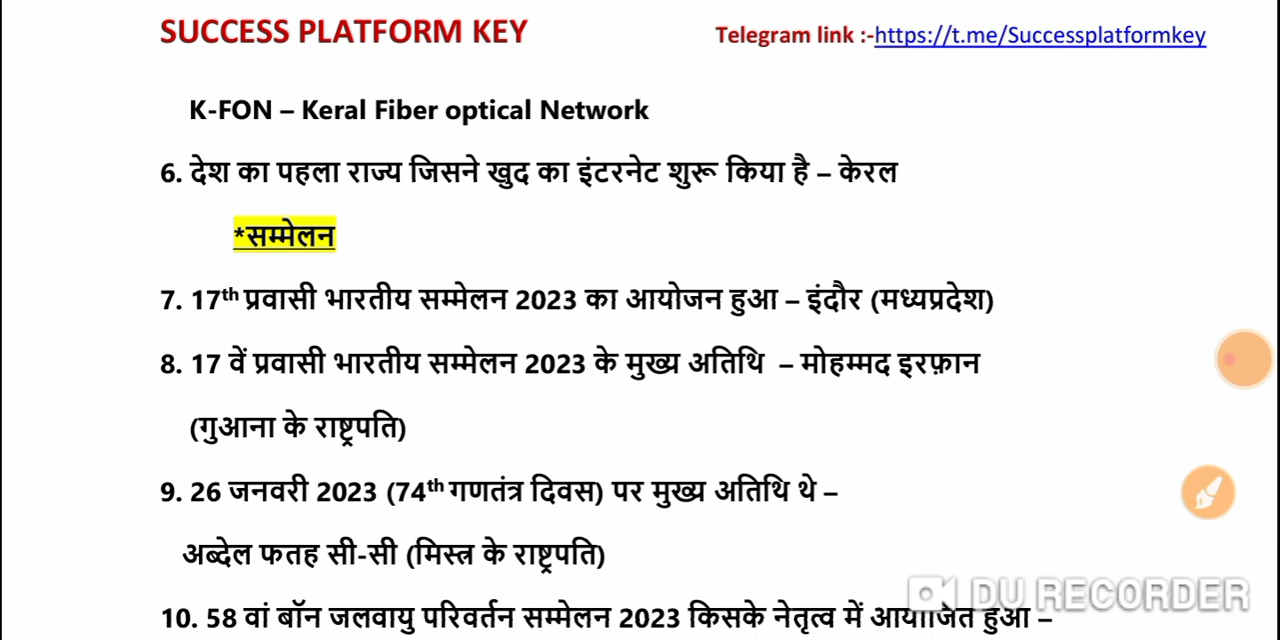 SUCCESS PLATFORM KEY Telegram link :-https://t.me/Successplatformkey
K-FON – Keral Fiber optical Network
6. देश का पहला राज्य जिसने खुद का इंटरनेट शुरू किया है – केरल
*सम्मेलन
7. 17th प्रवासी भारतीय सम्मेलन 2023 का आयोजन हुआ – इंदौर (मध्यप्रदेश)
8. 17 वें प्रवासी भारतीय सम्मेलन 2023 के मुख्य अतिथि – मोहम्मद इरफ़ान
(गुआना के राष्ट्रपति)
9. 26 जनवरी 2023 (74th गणतंत्र दिवस) पर मुख्य अतिथि थे –
अब्देल फतह सी-सी (मिस्त्र के राष्ट्रपति)
10. 58 वां बॉन जलवायु परिवर्तन सम्मेलन 2023 किसके नेतृत्व में आयोजित हुआ –
DU RECORDER